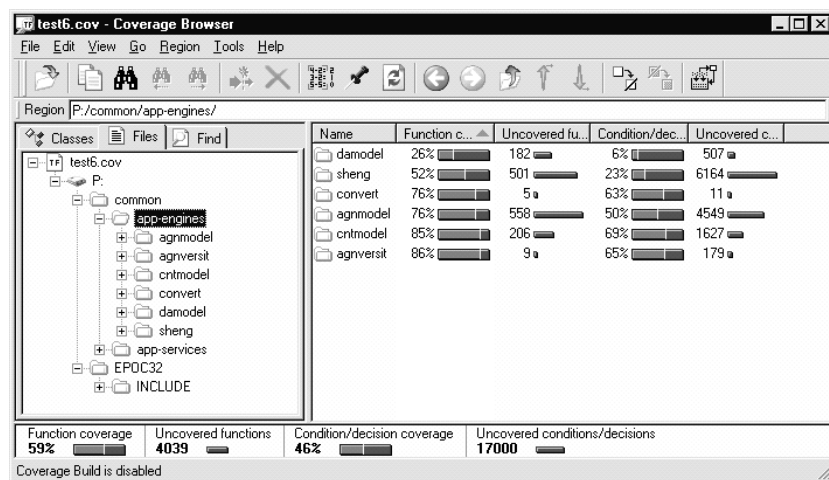 test6.cov - Coverage Browser
File Edit View Go Region Tools Help
Region P:/common/app-engines/
Classes Files Find
test6.cov
P:
common
app-engines
agnmodel
agnversit
cntmodel
convert
damodel
sheng
app-services
EPOC32
INCLUDE
Name Function c... Uncovered fu... Condition/dec... Uncovered c...
damodel 26% 182 6% 507
sheng 52% 501 23% 6164
convert 76% 5 63% 11
agnmodel 76% 558 50% 4549
cntmodel 85% 206 69% 1627
agnversit 86% 9 65% 179
Function coverage Uncovered functions Condition/decision coverage Uncovered conditions/decisions
59% 4039 46% 17000
Coverage Build is disabled